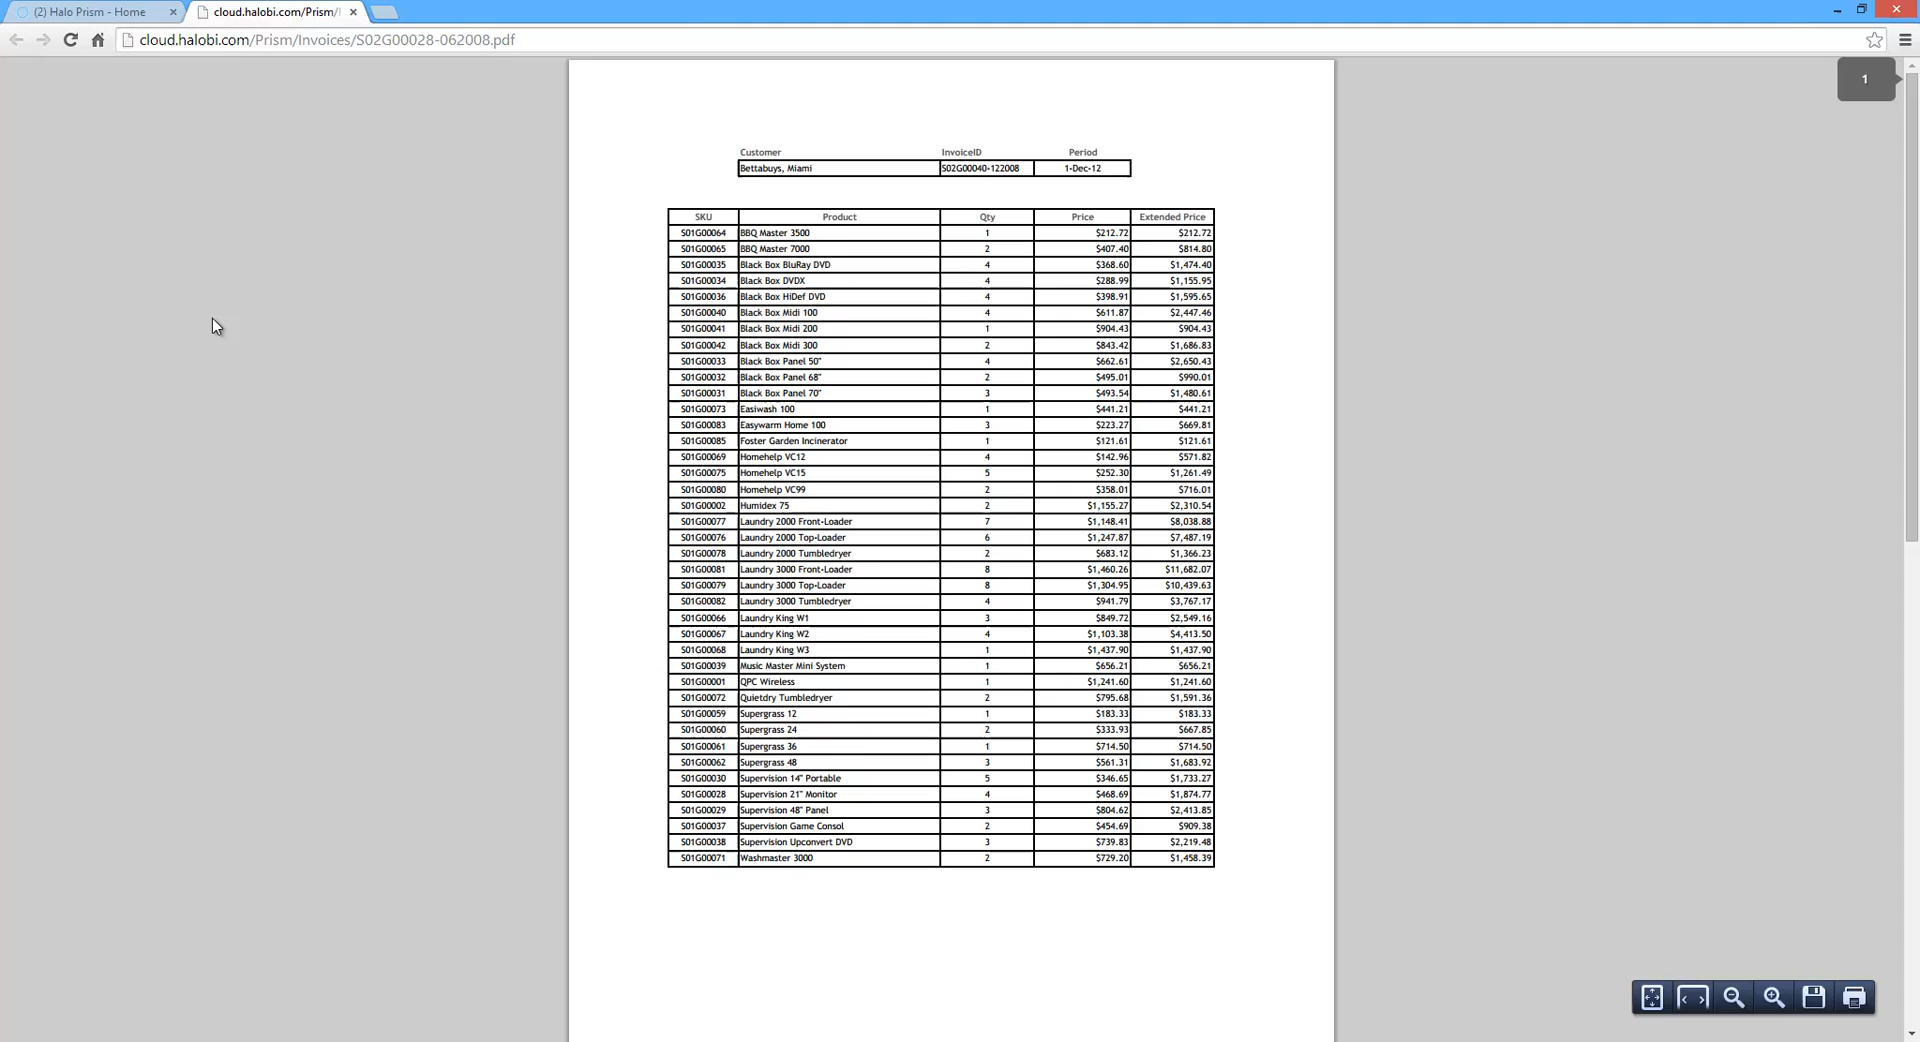 (2) Halo Prism - Home
cloud.halobi.com/Prism/
cloud.halobi.com/Prism/Invoices/S02G00028-062008.pdf
1
Customer InvoiceID Period
Bettabuys, Miami S02G00040-122008 1-Dec-12
SKU Product Qty Price Extended Price
S01G00064 BBQ Master 3500 1 $212.72 $212.72
S01G00065 BBQ Master 7000 2 $407.40 $814.80
S01G00035 Black Box BluRay DVD 4 $368.60 $1,474.40
S01G00034 Black Box DVDX 4 $288.99 $1,155.95
S01G00036 Black Box HiDef DVD 4 $398.91 $1,595.65
S01G00040 Black Box Midi 100 4 $611.87 $2,447.46
S01G00041 Black Box Midi 200 1 $904.43 $904.43
S01G00042 Black Box Midi 300 2 $843.42 $1,686.83
S01G00033 Black Box Panel 50" 4 $662.61 $2,650.43
S01G00032 Black Box Panel 68" 2 $495.01 $990.01
S01G00031 Black Box Panel 70" 3 $493.54 $1,480.61
S01G00073 Easiwash 100 1 $441.21 $441.21
S01G00083 Easywarm Home 100 3 $223.27 $669.81
S01G00085 Foster Garden Incinerator 1 $121.61 $121.61
S01G00069 Homehelp VC12 4 $142.96 $571.82
S01G00075 Homehelp VC15 5 $252.30 $1,261.49
S01G00080 Homehelp VC99 2 $358.01 $716.01
S01G00002 Humidex 75 2 $1,155.27 $2,310.54
S01G00077 Laundry 2000 Front-Loader 7 $1,148.41 $8,038.88
S01G00076 Laundry 2000 Top-Loader 6 $1,247.87 $7,487.19
S01G00078 Laundry 2000 Tumbledryer 2 $683.12 $1,366.23
S01G00081 Laundry 3000 Front-Loader 8 $1,460.26 $11,682.07
S01G00079 Laundry 3000 Top-Loader 8 $1,304.95 $10,439.63
S01G00082 Laundry 3000 Tumbledryer 4 $941.79 $3,767.17
S01G00066 Laundry King W1 3 $849.72 $2,549.16
S01G00067 Laundry King W2 4 $1,103.38 $4,413.50
S01G00068 Laundry King W3 1 $1,437.90 $1,437.90
S01G00039 Music Master Mini System 1 $656.21 $656.21
S01G00001 QPC Wireless 1 $1,241.60 $1,241.60
S01G00072 Quietdry Tumbledryer 2 $795.68 $1,591.36
S01G00059 Supergrass 12 1 $183.33 $183.33
S01G00060 Supergrass 24 2 $333.93 $667.85
S01G00061 Supergrass 36 1 $714.50 $714.50
S01G00062 Supergrass 48 3 $561.31 $1,683.92
S01G00030 Supervision 14" Portable 5 $346.65 $1,733.27
S01G00028 Supervision 21" Monitor 4 $468.69 $1,874.77
S01G00029 Supervision 48" Panel 3 $804.62 $2,413.85
S01G00037 Supervision Game Consol 2 $454.69 $909.38
S01G00038 Supervision Upconvert DVD 3 $739.83 $2,219.48
S01G00071 Washmaster 3000 2 $729.20 $1,458.39